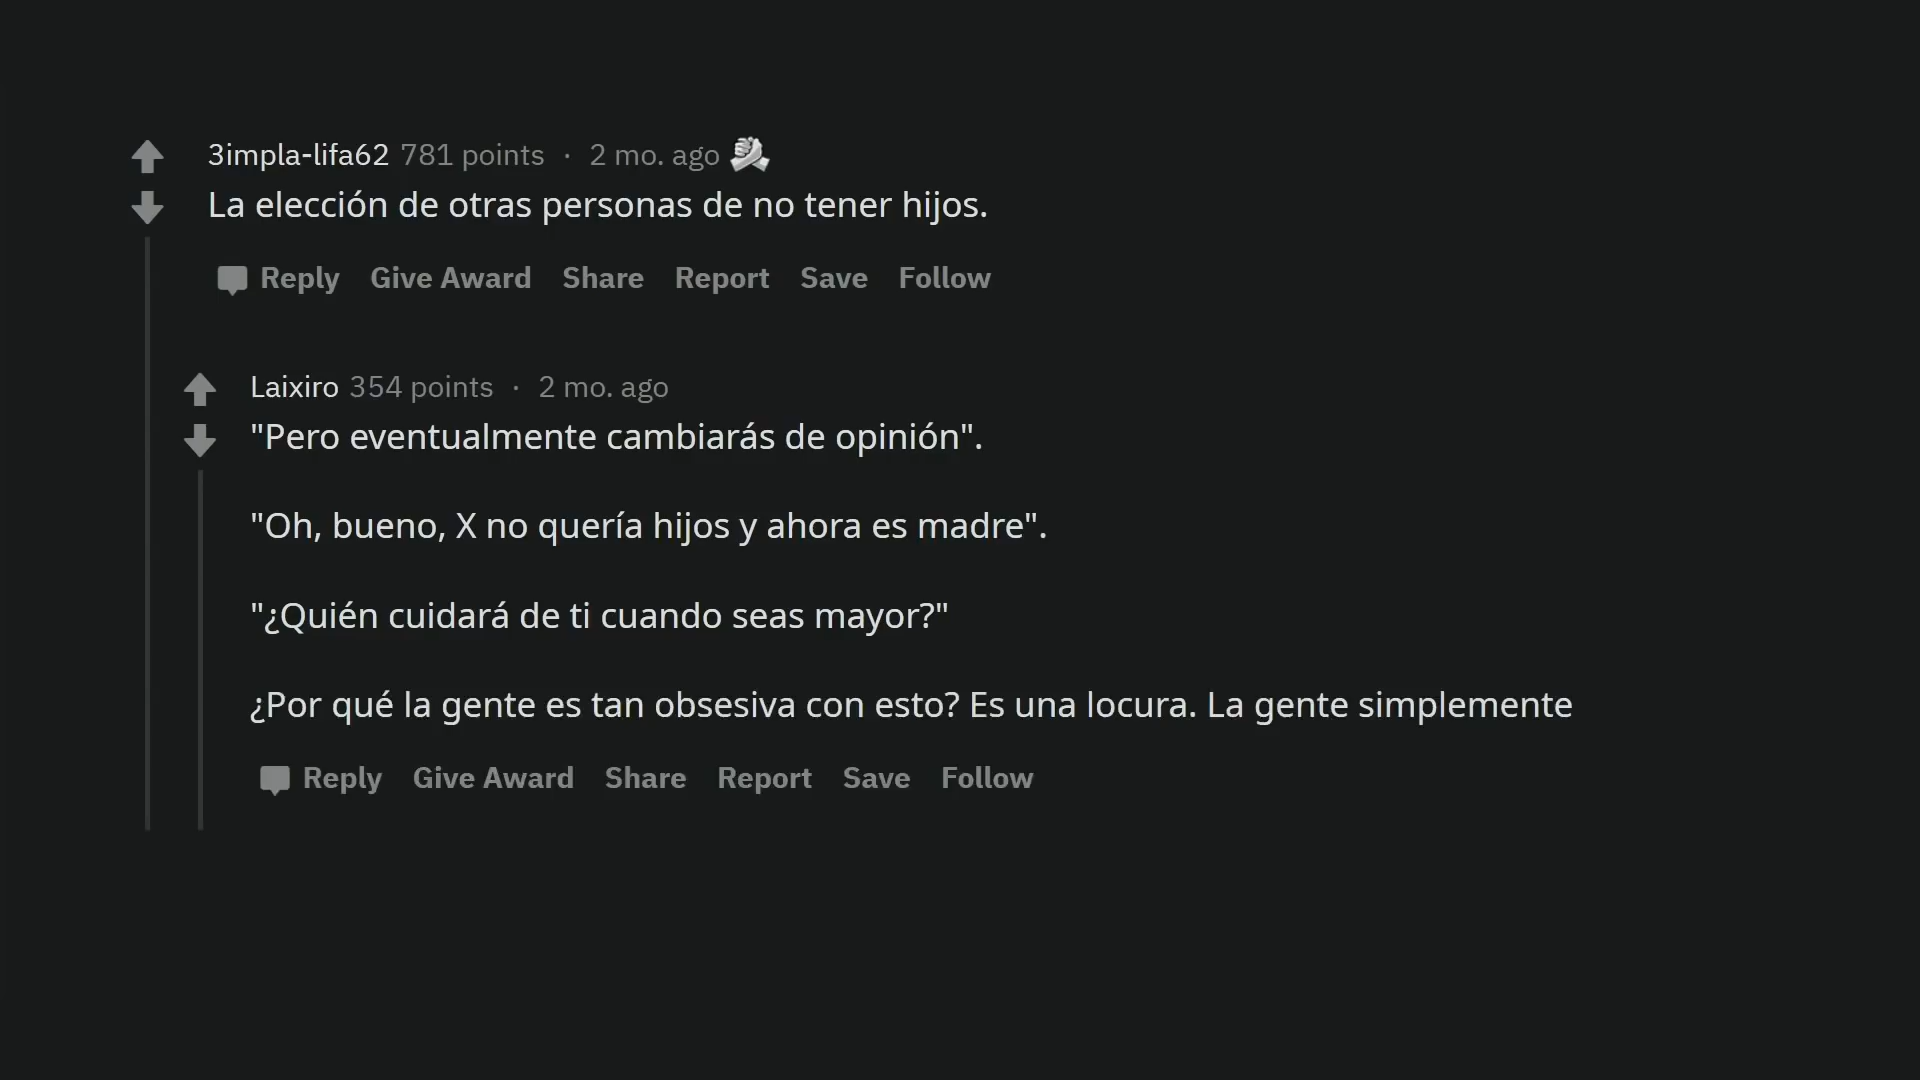 3impla-lifa62 781 points · 2 mo. ago
La elección de otras personas de no tener hijos.
Reply Give Award Share Report Save Follow
Laixiro 354 points · 2 mo. ago
"Pero eventualmente cambiarás de opinión".
"Oh, bueno, X no quería hijos y ahora es madre".
"¿Quién cuidará de ti cuando seas mayor?"
¿Por qué la gente es tan obsesiva con esto? Es una locura. La gente simplemente
Reply Give Award Share Report Save Follow